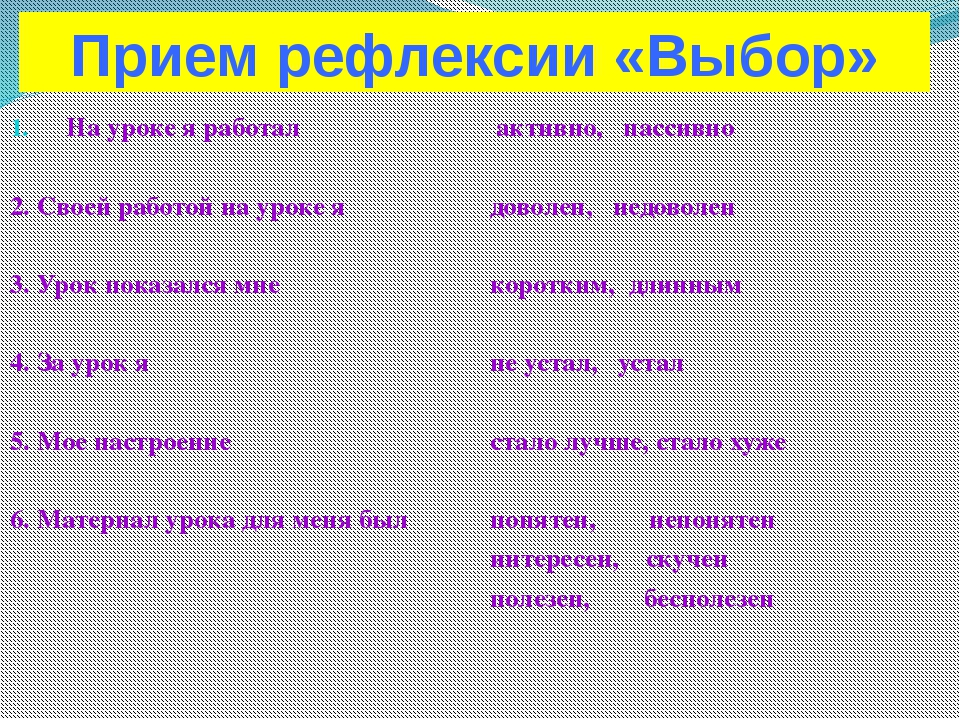 Прием рефлексии «Выбор»
1. На уроке я работал активно, пассивно
2. Своей работой на уроке я доволен, недоволен
3. Урок показался мне коротким, длинным
4. За урок я не устал, устал
5. Мое настроение стало лучше, стало хуже
6. Материал урока для меня был понятен, непонятен
интересен, скучен
полезен, бесполезен